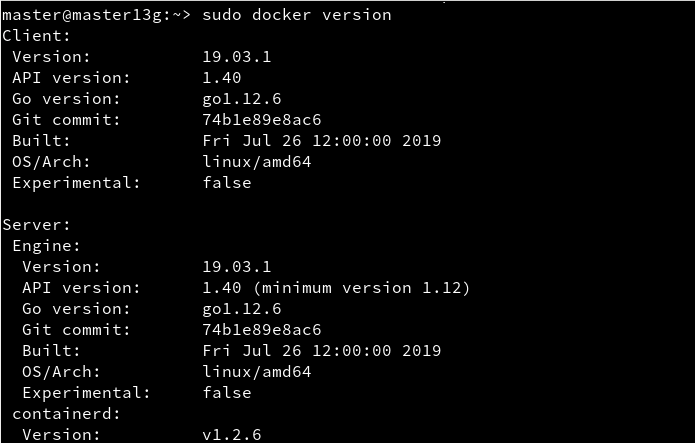 master@master13g:~> sudo docker version
Client:
 Version:           19.03.1
 API version:       1.40
 Go version:        go1.12.6
 Git commit:        74b1e89e8ac6
 Built:             Fri Jul 26 12:00:00 2019
 OS/Arch:           linux/amd64
 Experimental:      false

Server:
 Engine:
  Version:          19.03.1
  API version:      1.40 (minimum version 1.12)
  Go version:       go1.12.6
  Git commit:       74b1e89e8ac6
  Built:            Fri Jul 26 12:00:00 2019
  OS/Arch:          linux/amd64
  Experimental:     false
 containerd:
  Version:          v1.2.6